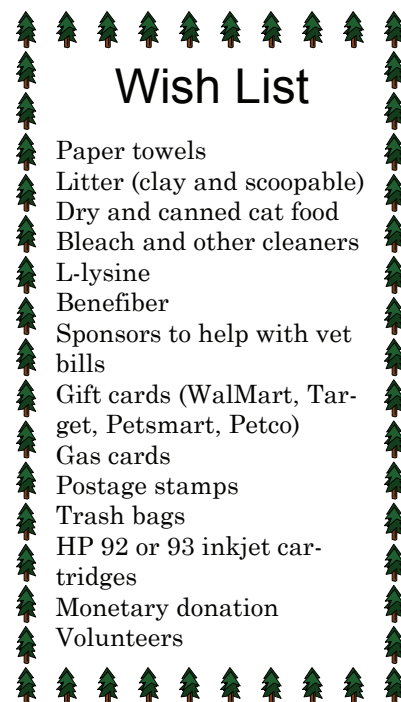 Wish List
Paper towels
Litter (clay and scoopable)
Dry and canned cat food
Bleach and other cleaners
L-lysine
Benefiber
Sponsors to help with vet
bills
Gift cards (WalMart, Tar-
get, Petsmart, Petco)
Gas cards
Postage stamps
Trash bags
HP 92 or 93 inkjet car-
tridges
Monetary donation
Volunteers